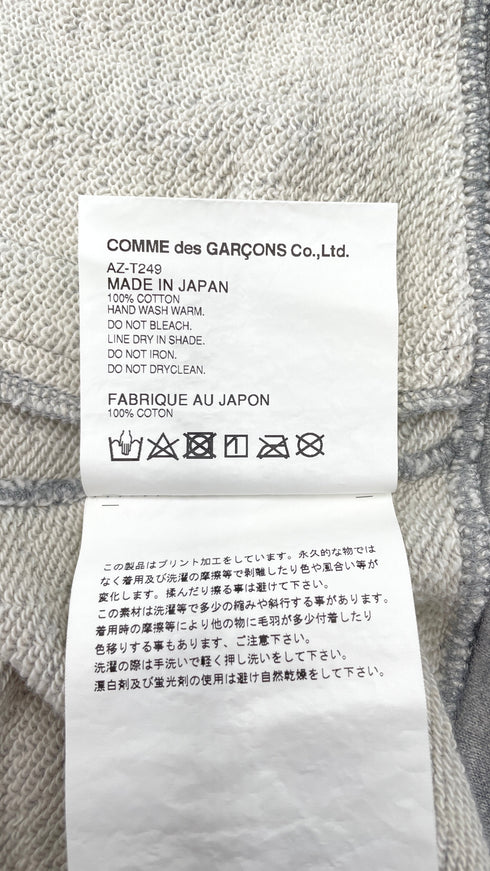 COMME des GARÇONS Co.,Ltd.
AZ-T249
MADE IN JAPAN
100% COTTON
HAND WASH WARM.
DO NOT BLEACH.
LINE DRY IN SHADE.
DO NOT IRON.
DO NOT DRYCLEAN.
FABRIQUE AU JAPON
100% COTON
この製品はプリント加工をしています。永久的な物では
なく着用及び洗濯の摩擦等で剥離したり色や風合い等が
変化します。揉んだり擦る事は避けて下さい。
この素材は洗濯等で多少の縮みや斜行する事があります。
着用時の摩擦等により他の物に毛羽が多少付着したり
色移りする事もあります、ご注意下さい。
洗濯の際は手洗いで軽く押し洗いをして下さい。
漂白剤及び蛍光剤の使用は避け自然乾燥をして下さい。